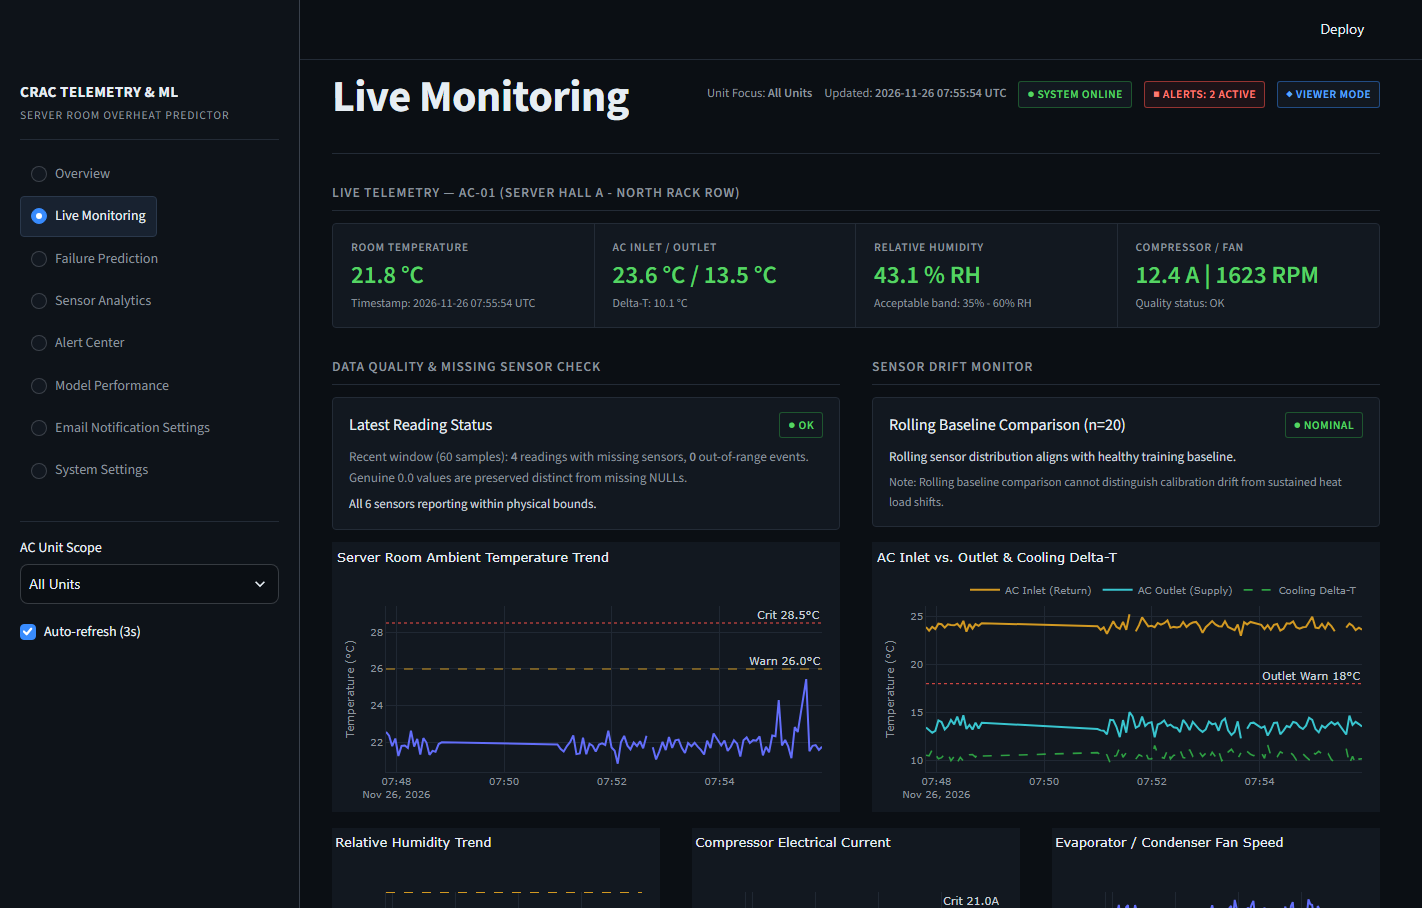 Deploy
CRAC TELEMETRY & ML
SERVER ROOM OVERHEAT PREDICTOR
Overview
Live Monitoring
Failure Prediction
Sensor Analytics
Alert Center
Model Performance
Email Notification Settings
System Settings
AC Unit Scope
All Units
Auto-refresh (3s)
Live Monitoring
Unit Focus: All Units Updated: 2026-11-26 07:55:54 UTC
SYSTEM ONLINE
ALERTS: 2 ACTIVE
VIEWER MODE
LIVE TELEMETRY — AC-01 (SERVER HALL A - NORTH RACK ROW)
ROOM TEMPERATURE
21.8 °C
Timestamp: 2026-11-26 07:55:54 UTC
AC INLET / OUTLET
23.6 °C / 13.5 °C
Delta-T: 10.1 °C
RELATIVE HUMIDITY
43.1 % RH
Acceptable band: 35% - 60% RH
COMPRESSOR / FAN
12.4 A | 1623 RPM
Quality status: OK
DATA QUALITY & MISSING SENSOR CHECK
Latest Reading Status
OK
Recent window (60 samples): 4 readings with missing sensors, 0 out-of-range events.
Genuine 0.0 values are preserved distinct from missing NULLs.
All 6 sensors reporting within physical bounds.
SENSOR DRIFT MONITOR
Rolling Baseline Comparison (n=20)
NOMINAL
Rolling sensor distribution aligns with healthy training baseline.
Note: Rolling baseline comparison cannot distinguish calibration drift from sustained heat
load shifts.
Server Room Ambient Temperature Trend
Crit 28.5°C
Warn 26.0°C
Temperature (°C)
28
26
24
22
07:48
07:50
07:52
07:54
Nov 26, 2026
AC Inlet vs. Outlet & Cooling Delta-T
AC Inlet (Return)
AC Outlet (Supply)
Cooling Delta-T
Outlet Warn 18°C
Temperature (°C)
25
20
15
10
07:48
07:50
07:52
07:54
Nov 26, 2026
Relative Humidity Trend
Compressor Electrical Current
Crit 21.0A
Evaporator / Condenser Fan Speed